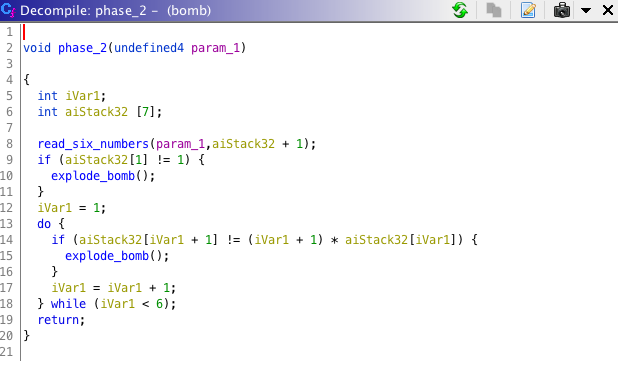 Decompile: phase_2 - (bomb)
1
2 void phase_2(undefined4 param_1)
3
4 {
5 int iVar1;
6 int aiStack32 [7];
7
8 read_six_numbers(param_1,aiStack32 + 1);
9 if (aiStack32[1] != 1) {
10 explode_bomb();
11 }
12 iVar1 = 1;
13 do {
14 if (aiStack32[iVar1 + 1] != (iVar1 + 1) * aiStack32[iVar1]) {
15 explode_bomb();
16 }
17 iVar1 = iVar1 + 1;
18 } while (iVar1 < 6);
19 return;
20 }
21